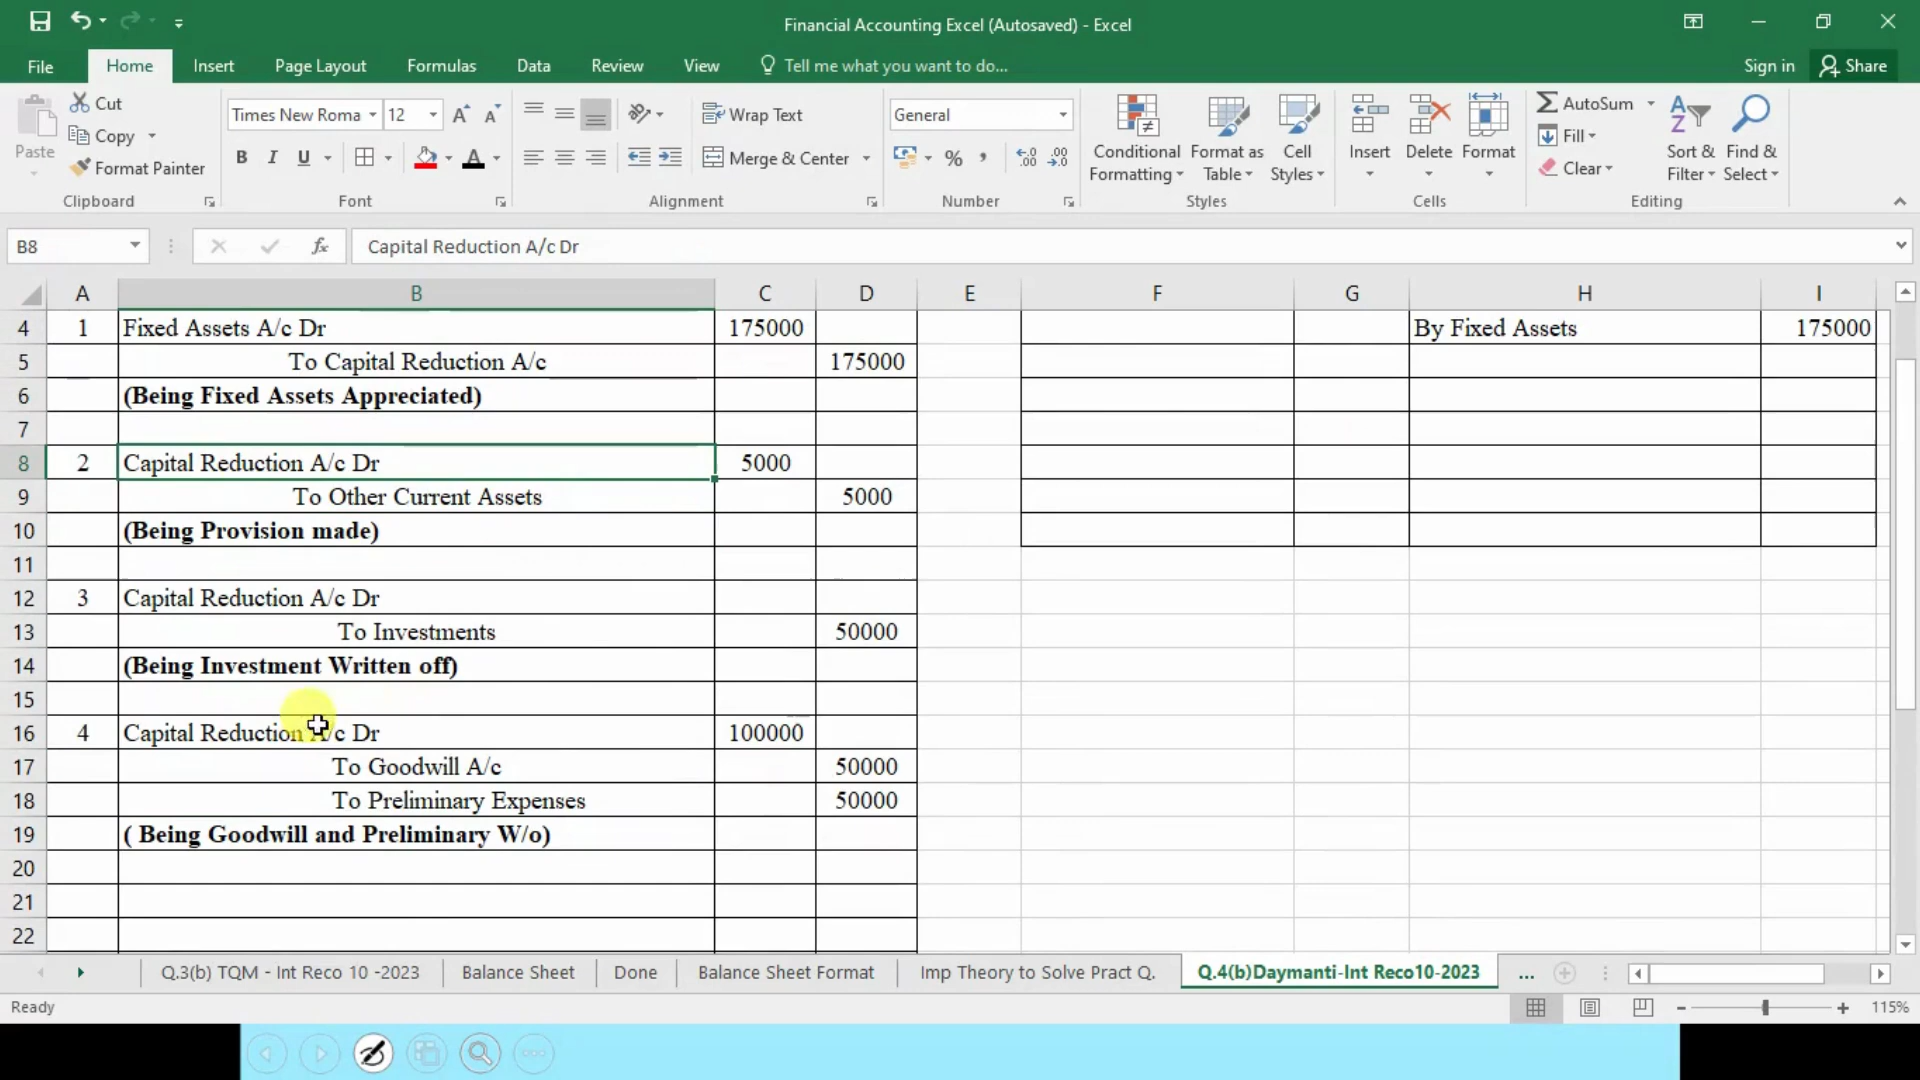 Financial Accounting Excel (Autosaved) - Excel
File Home Insert Page Layout Formulas Data Review View Tell me what you want to do... Sign in Share
Paste Cut Copy Format Painter Clipboard
Times New Roma 12 A A B I U A Font
Wrap Text Merge & Center Alignment
General % , .00 .0 Number
Conditional Formatting Format as Table Cell Styles Styles
Insert Delete Format Cells
AutoSum Fill Clear Sort & Filter Find & Select Editing
B8 fx Capital Reduction A/c Dr
A B C D E F G H I
4 1 Fixed Assets A/c Dr 175000 By Fixed Assets 175000
5 To Capital Reduction A/c 175000
6 (Being Fixed Assets Appreciated)
7
8 2 Capital Reduction A/c Dr 5000
9 To Other Current Assets 5000
10 (Being Provision made)
11
12 3 Capital Reduction A/c Dr
13 To Investments 50000
14 (Being Investment Written off)
15
16 4 Capital Reduction A/c Dr 100000
17 To Goodwill A/c 50000
18 To Preliminary Expenses 50000
19 ( Being Goodwill and Preliminary W/o)
20
21
22
Q.3(b) TQM - Int Reco 10 -2023 Balance Sheet Done Balance Sheet Format Imp Theory to Solve Pract Q. Q.4(b)Daymanti-Int Reco10-2023 ...
Ready 115%